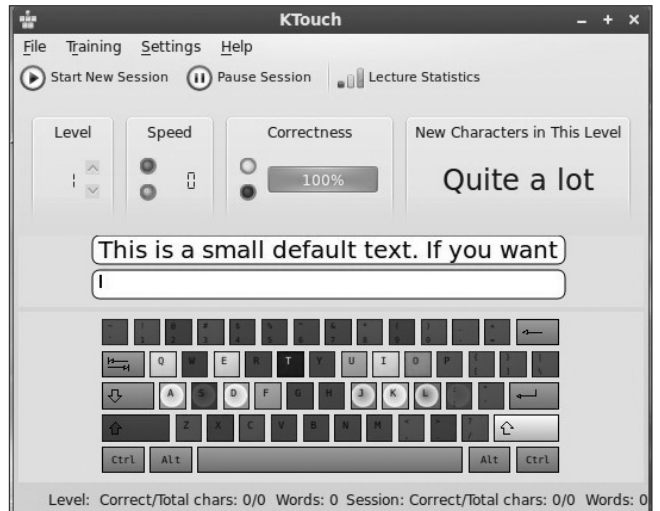 KTouch
File Training Settings Help
Start New Session Pause Session Lecture Statistics
Level Speed Correctness New Characters in This Level
1 0 100% Quite a lot
This is a small default text. If you want
Q W E R T Y U I O P
A S D F G H J K L
Z X C V B N M
Ctrl Alt Alt Ctrl
Level: Correct/Total chars: 0/0 Words: 0 Session: Correct/Total chars: 0/0 Words: 0